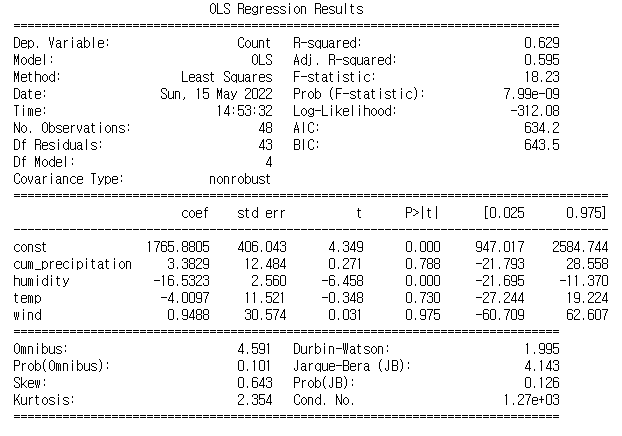 OLS Regression Results
==============================================================================
Dep. Variable: Count R-squared: 0.629
Model: OLS Adj. R-squared: 0.595
Method: Least Squares F-statistic: 18.23
Date: Sun, 15 May 2022 Prob (F-statistic): 7.99e-09
Time: 14:53:32 Log-Likelihood: -312.08
No. Observations: 48 AIC: 634.2
Df Residuals: 43 BIC: 643.5
Df Model: 4
Covariance Type: nonrobust
=====================================================================================
coef std err t P>|t| [0.025 0.975]
-------------------------------------------------------------------------------------
const 1765.8805 406.043 4.349 0.000 947.017 2584.744
cum_precipitation 3.3829 12.484 0.271 0.788 -21.793 28.558
humidity -16.5323 2.560 -6.458 0.000 -21.695 -11.370
temp -4.0097 11.521 -0.348 0.730 -27.244 19.224
wind 0.9488 30.574 0.031 0.975 -60.709 62.607
==============================================================================
Omnibus: 4.591 Durbin-Watson: 1.995
Prob(Omnibus): 0.101 Jarque-Bera (JB): 4.143
Skew: 0.643 Prob(JB): 0.126
Kurtosis: 2.354 Cond. No. 1.27e+03
==============================================================================